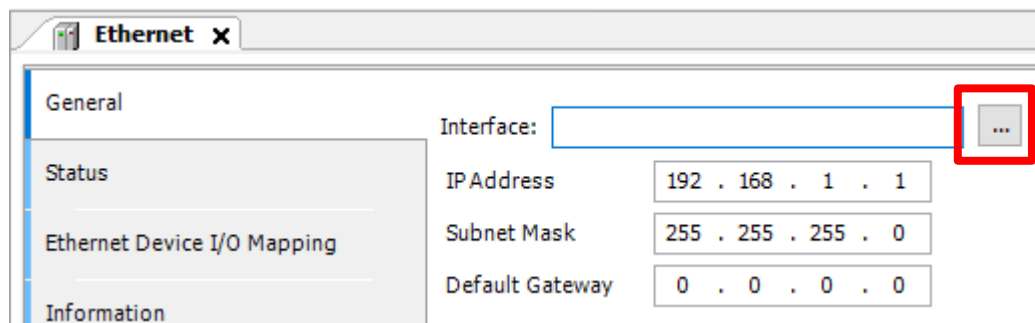 Ethernet x
General
Interface: ...
Status
IP Address 192 . 168 . 1 . 1
Ethernet Device I/O Mapping
Subnet Mask 255 . 255 . 255 . 0
Default Gateway 0 . 0 . 0 . 0
Information